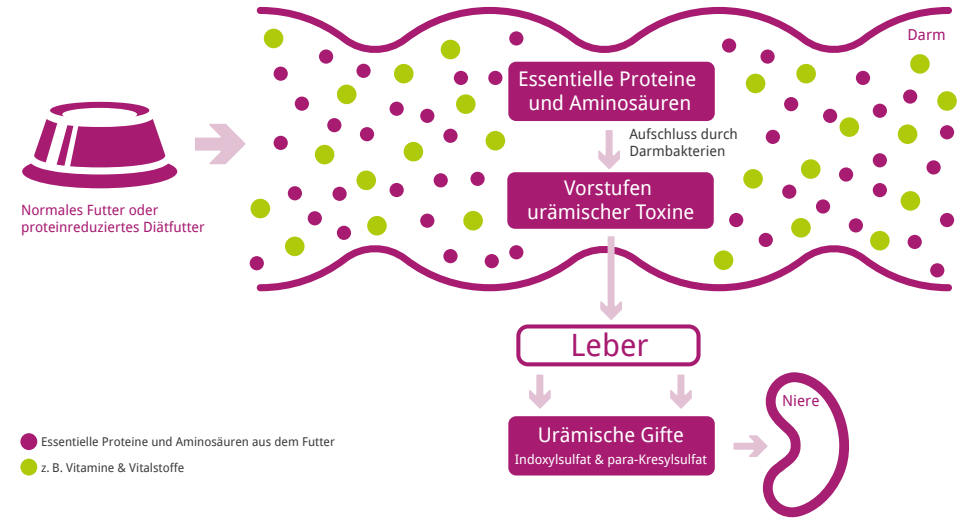 Darm
Essentielle Proteine
und Aminosäuren
Aufschluss durch
Darmbakterien
Vorstufen
urämischer Toxine
Normales Futter oder
proteinreduziertes Diätfutter
Leber
Niere
Urämische Gifte
Indoxylsulfat & para-Kresylsulfat
Essentielle Proteine und Aminosäuren aus dem Futter
z. B. Vitamine & Vitalstoffe